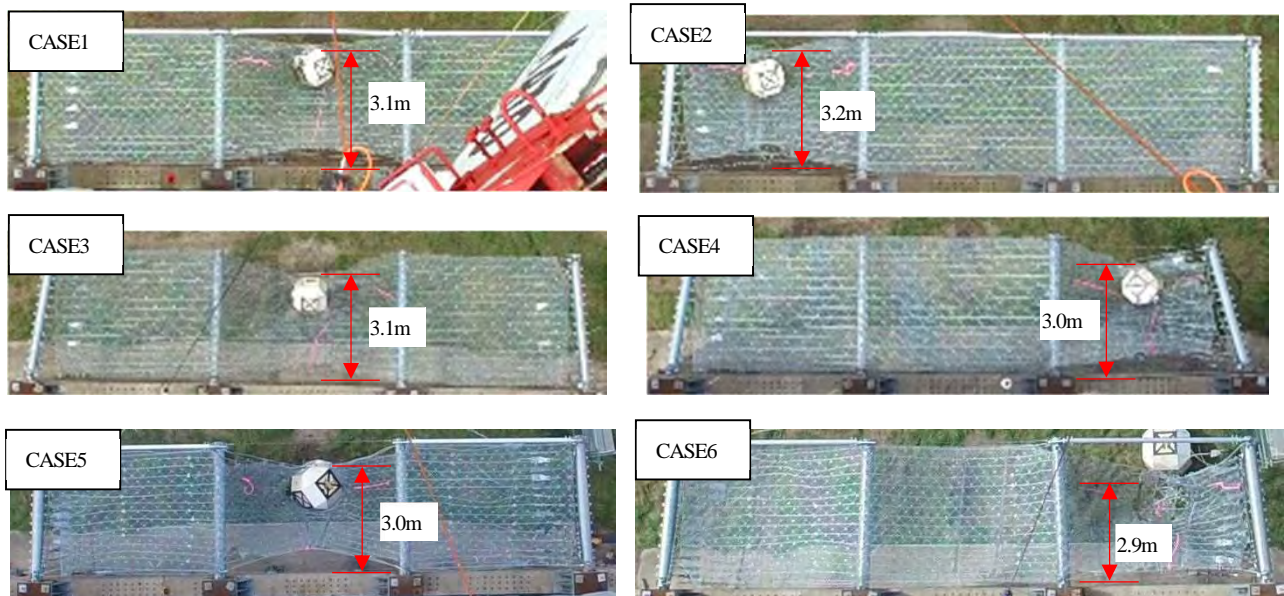 CASE1
3.1m
CASE2
3.2m
CASE3
3.1m
CASE4
3.0m
CASE5
3.0m
CASE6
2.9m